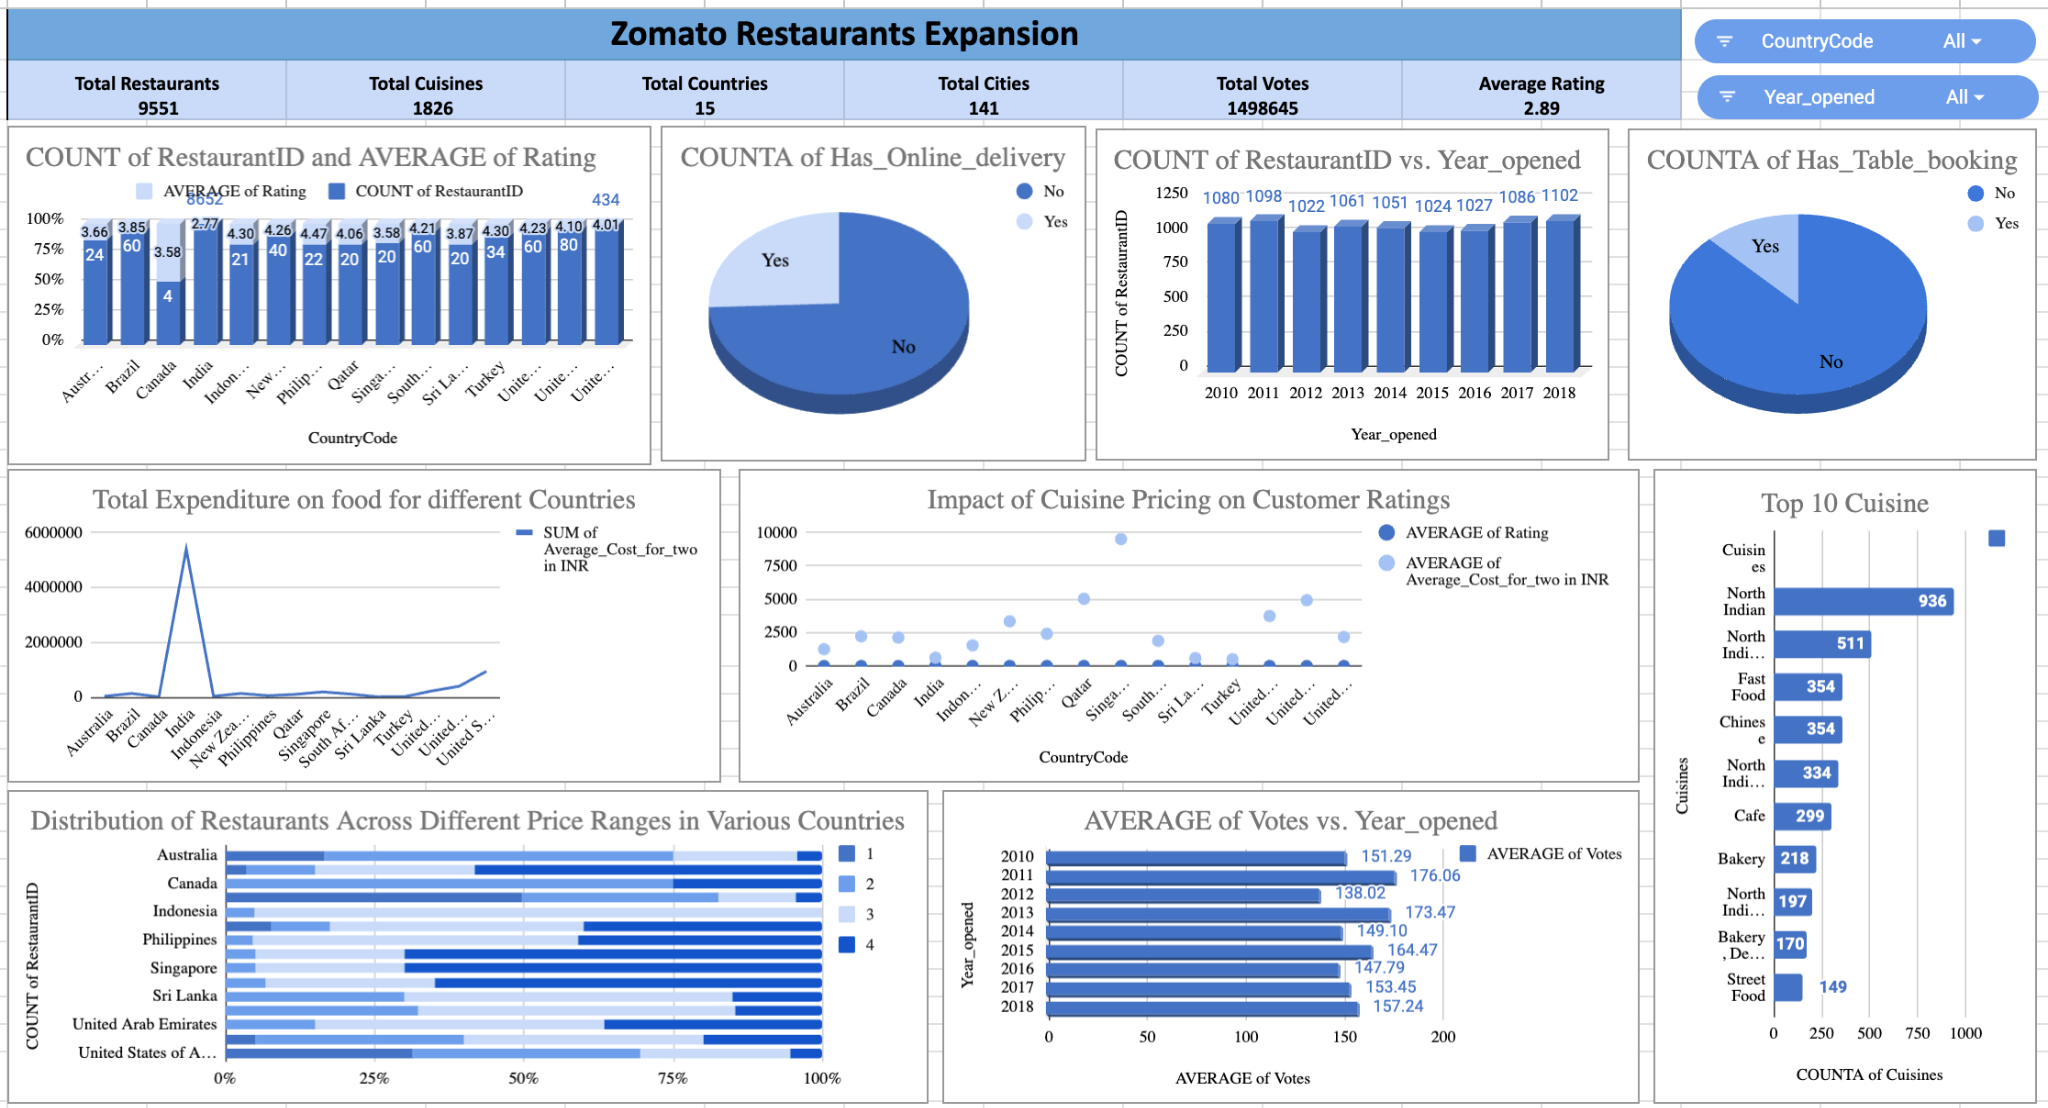 Zomato Restaurants Expansion
CountryCode All
Year_opened All
Total Restaurants
9551
Total Cuisines
1826
Total Countries
15
Total Cities
141
Total Votes
1498645
Average Rating
2.89
COUNT of RestaurantID and AVERAGE of Rating
AVERAGE of Rating COUNT of RestaurantID
8652 434
100%
75%
50%
25%
0%
3.66 3.85 3.58 2.77 4.30 4.26 4.47 4.06 3.58 4.21 3.87 4.30 4.23 4.10 4.01
24 60 4 21 40 22 20 20 60 20 34 60 80
Austr… Brazil Canada India Indon… New… Philip… Qatar Singa… South… Sri La… Turkey Unite… Unite… Unite…
CountryCode
COUNTA of Has_Online_delivery
No
Yes
Yes
No
COUNT of RestaurantID vs. Year_opened
COUNT of RestaurantID
1250
1000
750
500
250
0
1080 1098 1022 1061 1051 1024 1027 1086 1102
2010 2011 2012 2013 2014 2015 2016 2017 2018
Year_opened
COUNTA of Has_Table_booking
No
Yes
Yes
No
Total Expenditure on food for different Countries
6000000
4000000
2000000
0
SUM of
Average_Cost_for_two
in INR
Australia Brazil Canada India Indonesia New Zea… Philippines Qatar Singapore South Af… Sri Lanka Turkey United… United… United S…
Impact of Cuisine Pricing on Customer Ratings
10000
7500
5000
2500
0
AVERAGE of Rating
AVERAGE of
Average_Cost_for_two in INR
Australia Brazil Canada India Indon… New Z… Philip… Qatar Singa… South… Sri La… Turkey United… United… United…
CountryCode
Top 10 Cuisine
Cuisines
Cuisin
es
North
Indian
936
North
Indi…
511
Fast
Food
354
Chines
e
354
North
Indi…
334
Cafe
299
Bakery
218
North
Indi…
197
Bakery
, De…
170
Street
Food
149
0 250 500 750 1000
COUNTA of Cuisines
Distribution of Restaurants Across Different Price Ranges in Various Countries
COUNT of RestaurantID
Australia
Canada
Indonesia
Philippines
Singapore
Sri Lanka
United Arab Emirates
United States of A…
0% 25% 50% 75% 100%
1
2
3
4
AVERAGE of Votes vs. Year_opened
Year_opened
AVERAGE of Votes
2010 151.29
2011 176.06
2012 138.02
2013 173.47
2014 149.10
2015 164.47
2016 147.79
2017 153.45
2018 157.24
0 50 100 150 200
AVERAGE of Votes